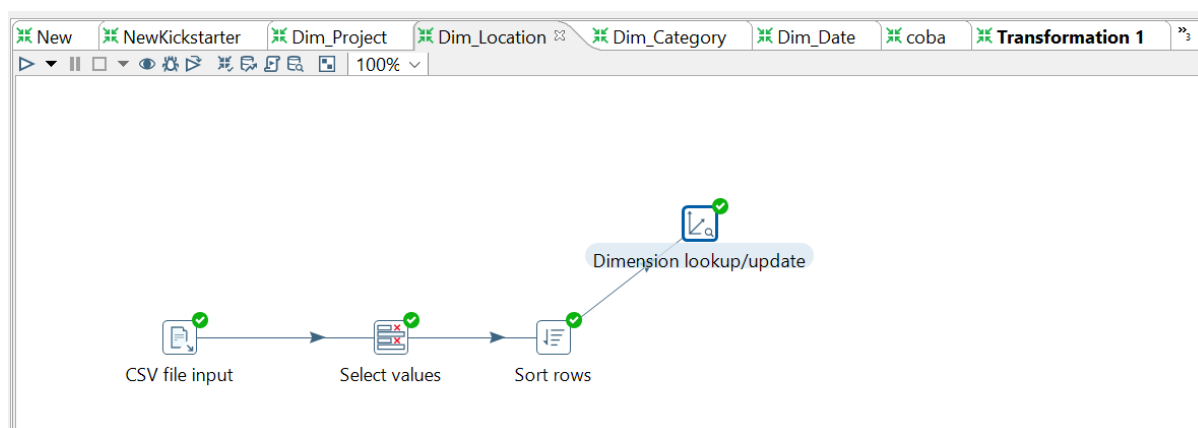 New NewKickstarter Dim_Project Dim_Location Dim_Category Dim_Date coba Transformation 1 »3
100%
Dimension lookup/update
CSV file input Select values Sort rows